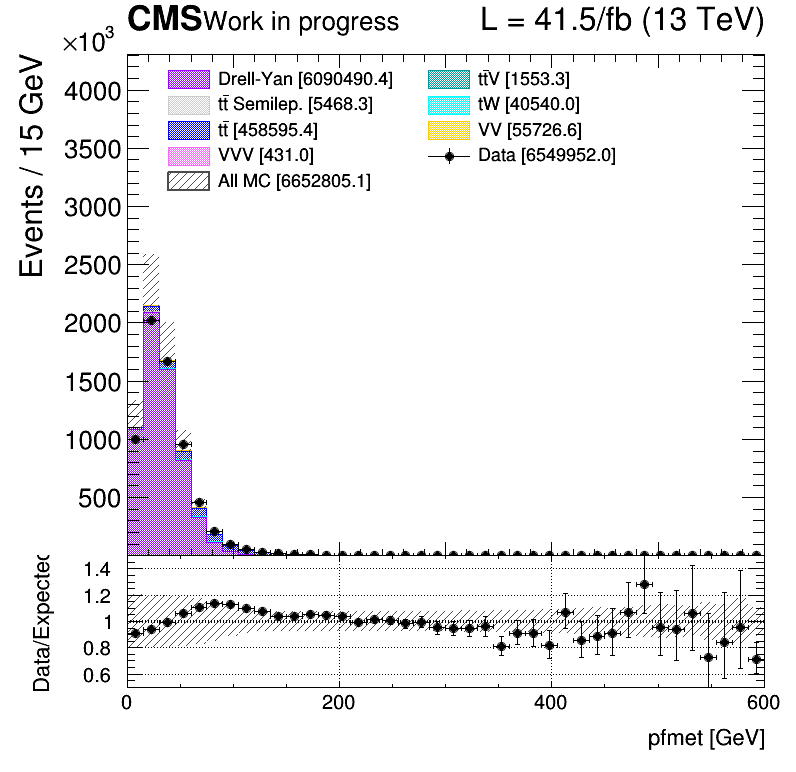 CMS Work in progress L = 41.5/fb (13 TeV)
×10³
Events / 15 GeV
4000
3500
3000
2500
2000
1500
1000
500
Drell-Yan [6090490.4]
tt̄ Semilep. [5468.3]
tt̄ [458595.4]
VVV [431.0]
All MC [6652805.1]
tt̄V [1553.3]
tW [40540.0]
VV [55726.6]
Data [6549952.0]
Data/Expected
1.4
1.2
1
0.8
0.6
0 200 400 600
pfmet [GeV]